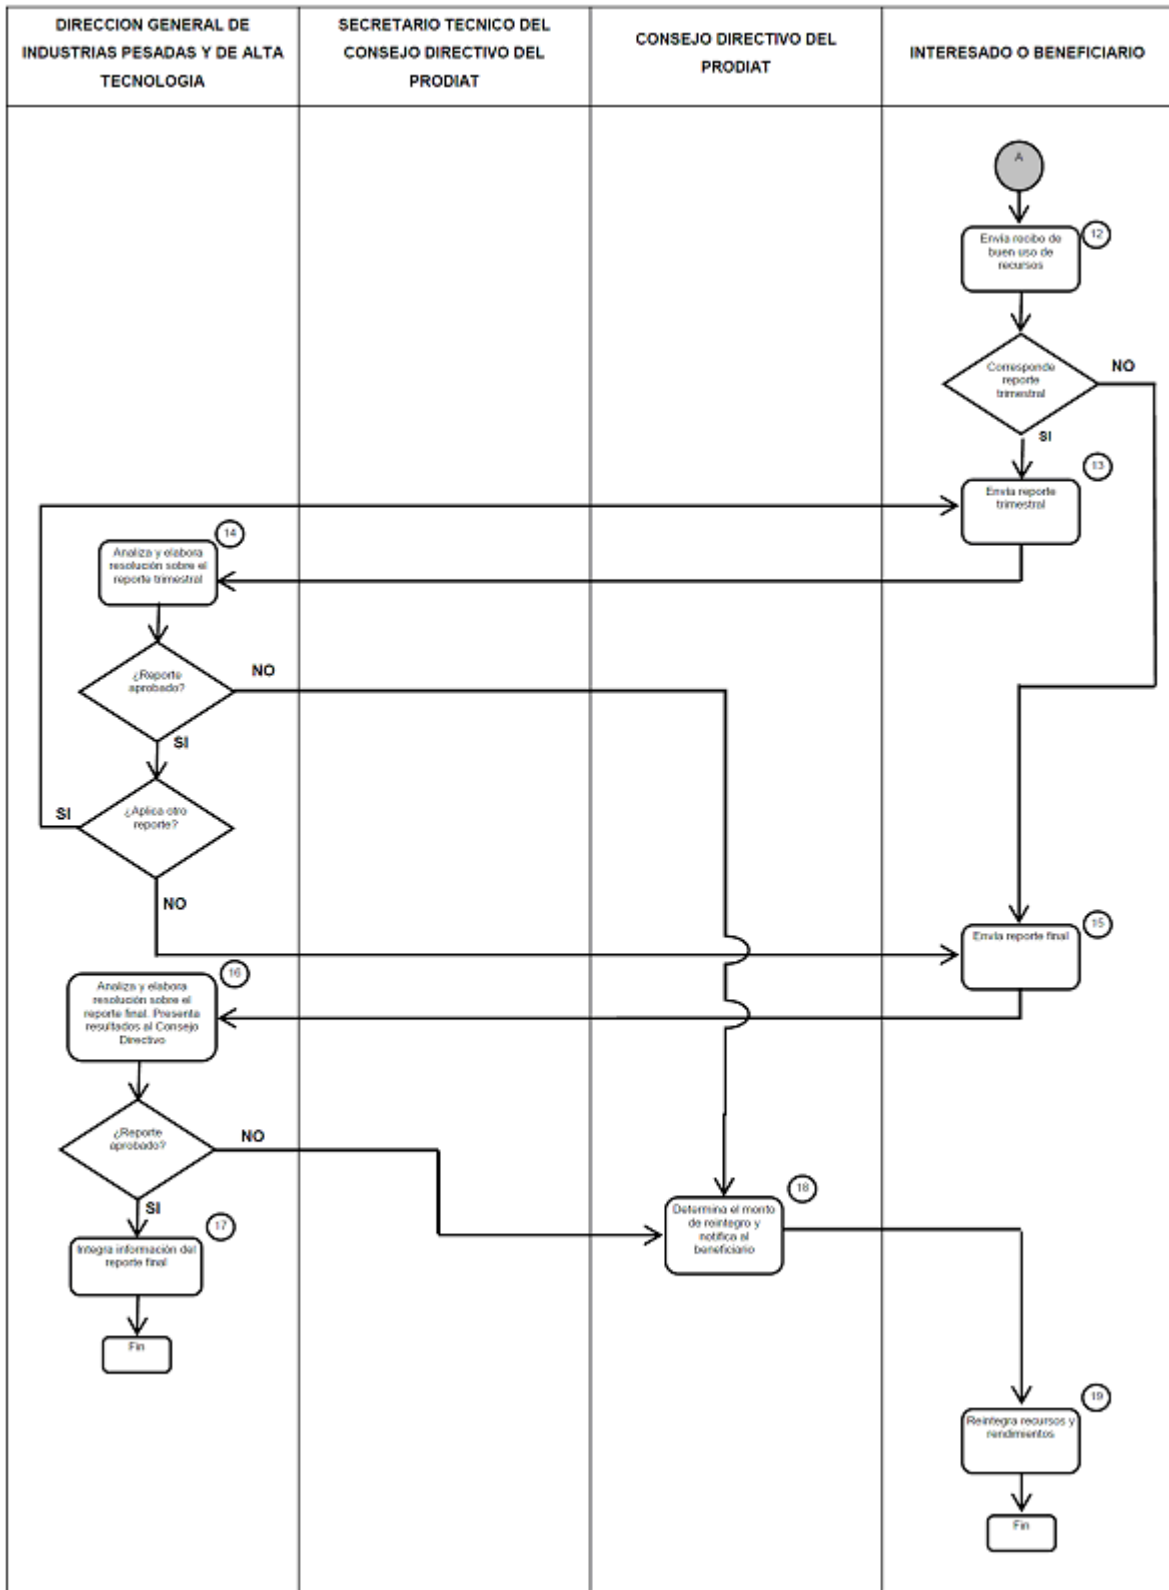 DIRECCION GENERAL DE
INDUSTRIAS PESADAS Y DE ALTA
TECNOLOGIA
SECRETARIO TECNICO DEL
CONSEJO DIRECTIVO DEL
PRODIAT
CONSEJO DIRECTIVO DEL
PRODIAT
INTERESADO O BENEFICIARIO
A
12
Envía recibo de
buen uso de
recursos
Corresponde
reporte
trimestral
NO
SI
13
Envía reporte
trimestral
14
Analiza y elabora
resolución sobre el
reporte trimestral
¿Reporte
aprobado?
NO
SI
¿Aplica otro
reporte?
SI
NO
15
Envía reporte final
16
Analiza y elabora
resolución sobre el
reporte final. Presenta
resultados al Consejo
Directivo
¿Reporte
aprobado?
NO
SI
17
Integra información del
reporte final
Fin
18
Determina el monto
de reintegro y
notifica al
beneficiario
19
Reintegra recursos y
rendimientos
Fin